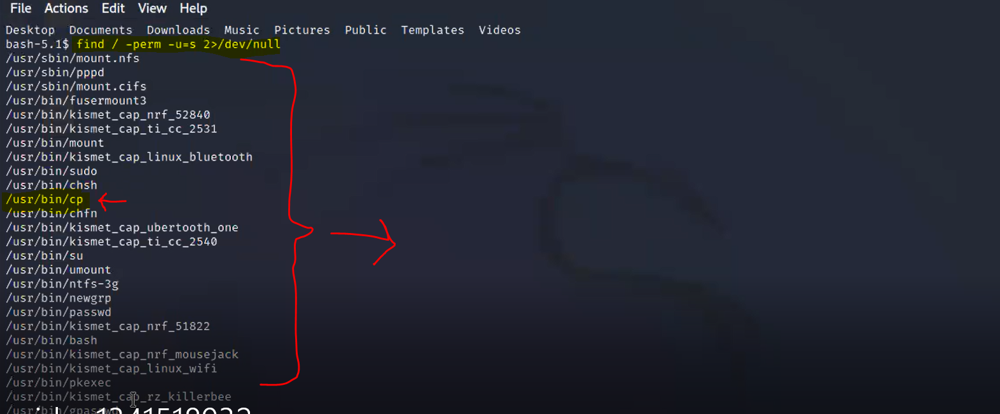 File Actions Edit View Help
Desktop Documents Downloads Music Pictures Public Templates Videos
bash-5.1$ find / -perm -u=s 2>/dev/null
/usr/sbin/mount.nfs
/usr/sbin/pppd
/usr/sbin/mount.cifs
/usr/bin/fusermount3
/usr/bin/kismet_cap_nrf_52840
/usr/bin/kismet_cap_ti_cc_2531
/usr/bin/mount
/usr/bin/kismet_cap_linux_bluetooth
/usr/bin/sudo
/usr/bin/chsh
/usr/bin/cp
/usr/bin/chfn
/usr/bin/kismet_cap_ubertooth_one
/usr/bin/kismet_cap_ti_cc_2540
/usr/bin/su
/usr/bin/umount
/usr/bin/ntfs-3g
/usr/bin/newgrp
/usr/bin/passwd
/usr/bin/kismet_cap_nrf_51822
/usr/bin/bash
/usr/bin/kismet_cap_nrf_mousejack
/usr/bin/kismet_cap_linux_wifi
/usr/bin/pkexec
/usr/bin/kismet_cap_rz_killerbee
/usr/bin/gpasswd